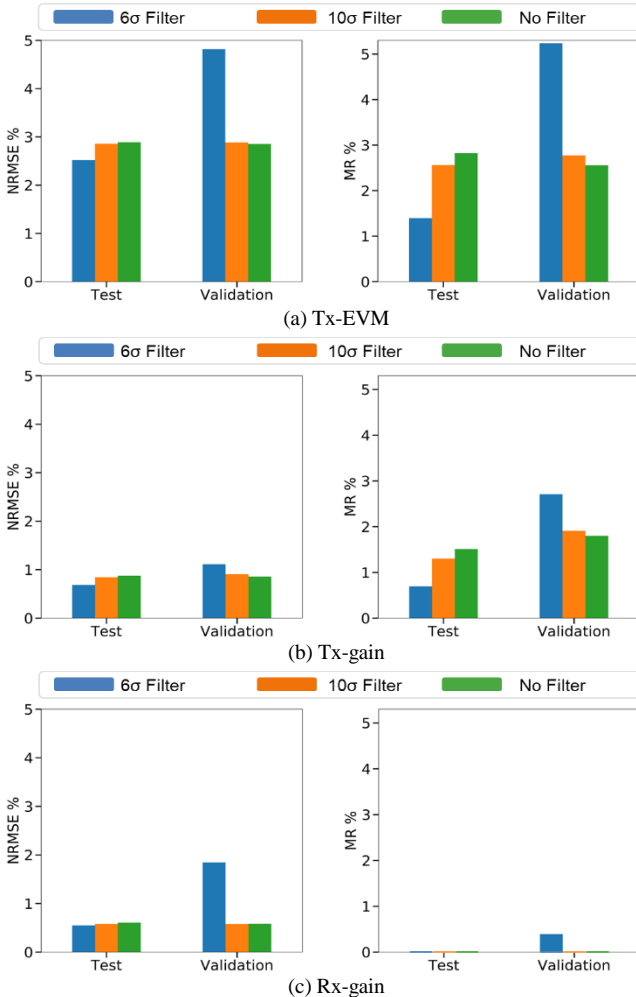 6σ Filter 10σ Filter No Filter
5
4
3
2
1
0
NRMSE %
Test Validation
5
4
3
2
1
0
MR %
Test Validation
(a) Tx-EVM
6σ Filter 10σ Filter No Filter
5
4
3
2
1
0
NRMSE %
Test Validation
5
4
3
2
1
0
MR %
Test Validation
(b) Tx-gain
6σ Filter 10σ Filter No Filter
5
4
3
2
1
0
NRMSE %
Test Validation
5
4
3
2
1
0
MR %
Test Validation
(c) Rx-gain